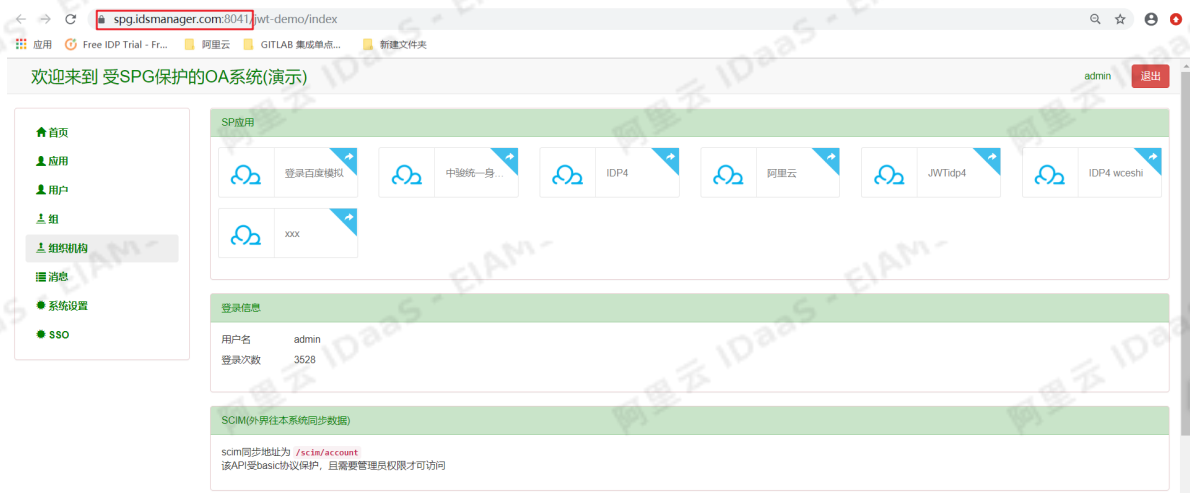 spg.idsmanager.com:8041/jwt-demo/index
应用 Free IDP Trial - Fr... 阿里云 GITLAB 集成单点... 新建文件夹
欢迎来到 受SPG保护的OA系统(演示) admin 退出
首页
应用
用户
组
组织机构
消息
系统设置
SSO
SP应用
登录百度模拟 中骏统一身... IDP4 阿里云 JWTidp4 IDP4 wceshi
xxx
登录信息
用户名 admin
登录次数 3528
SCIM(外界往本系统同步数据)
scim同步地址为 /scim/account
该API受basic协议保护，且需要管理员权限才可访问
阿里云 IDaaS - EIAM